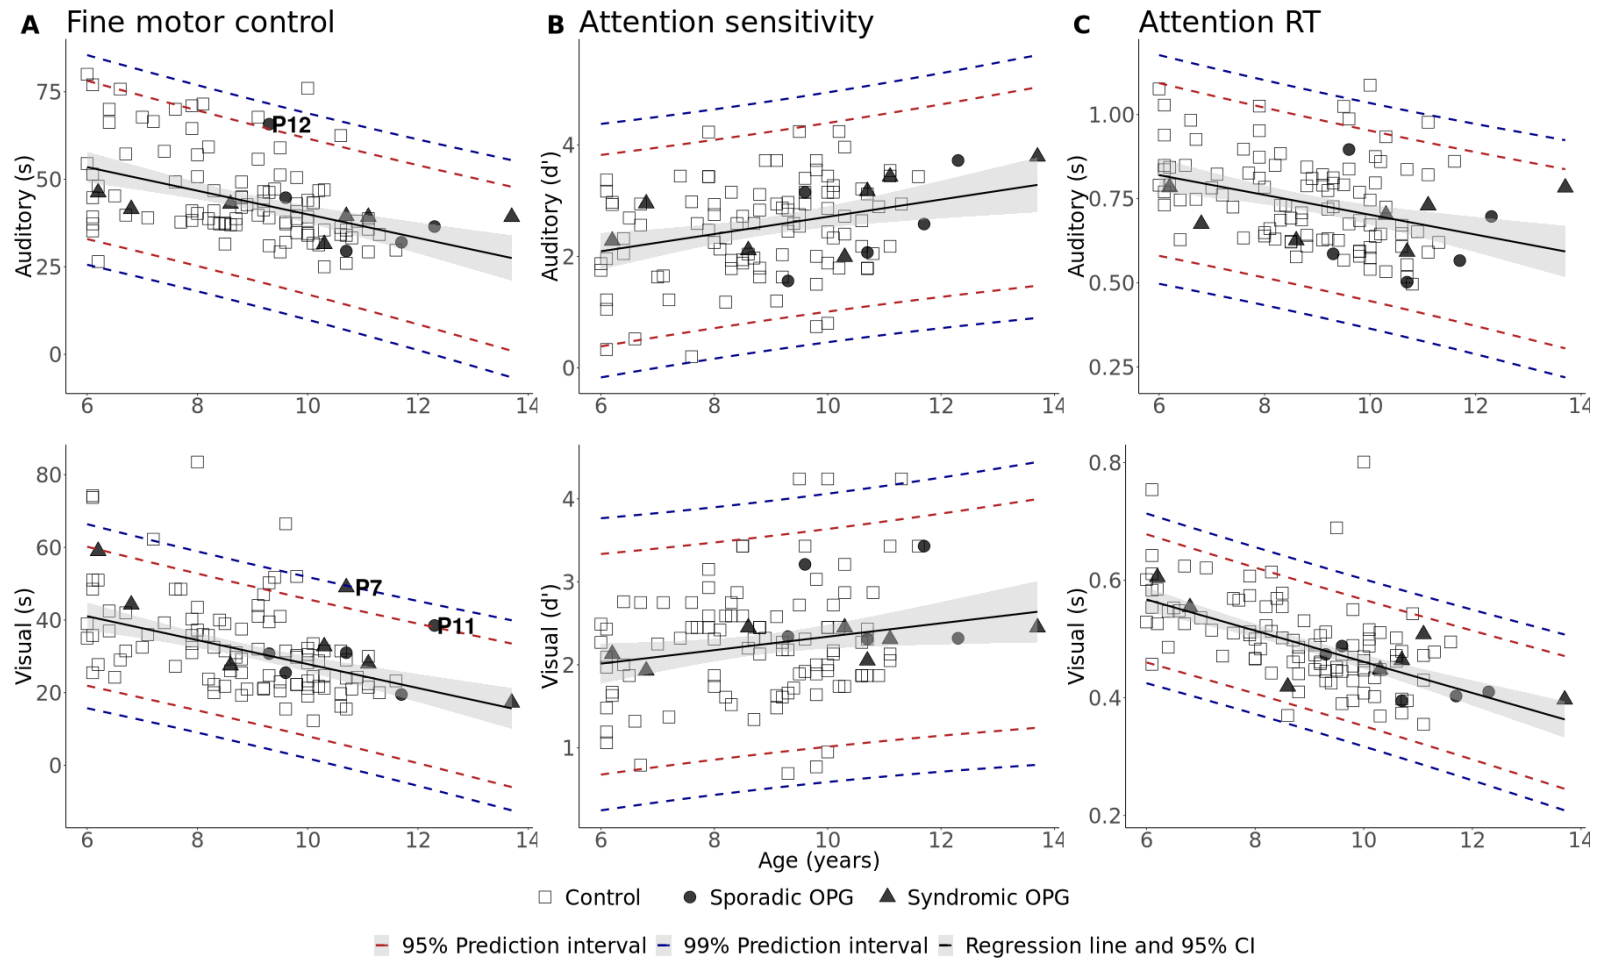 A Fine motor control
B Attention sensitivity
C Attention RT
Auditory (s)
75
50
25
0
P12
6 8 10 12 14
Auditory (d')
4
2
0
6 8 10 12 14
Auditory (s)
1.00
0.75
0.50
0.25
6 8 10 12 14
Visual (s)
80
60
40
20
0
P7
P11
6 8 10 12 14
Visual (d')
4
3
2
1
6 8 10 12 14
Visual (s)
0.8
0.6
0.4
0.2
6 8 10 12 14
Age (years)
Control Sporadic OPG Syndromic OPG
95% Prediction interval 99% Prediction interval Regression line and 95% CI